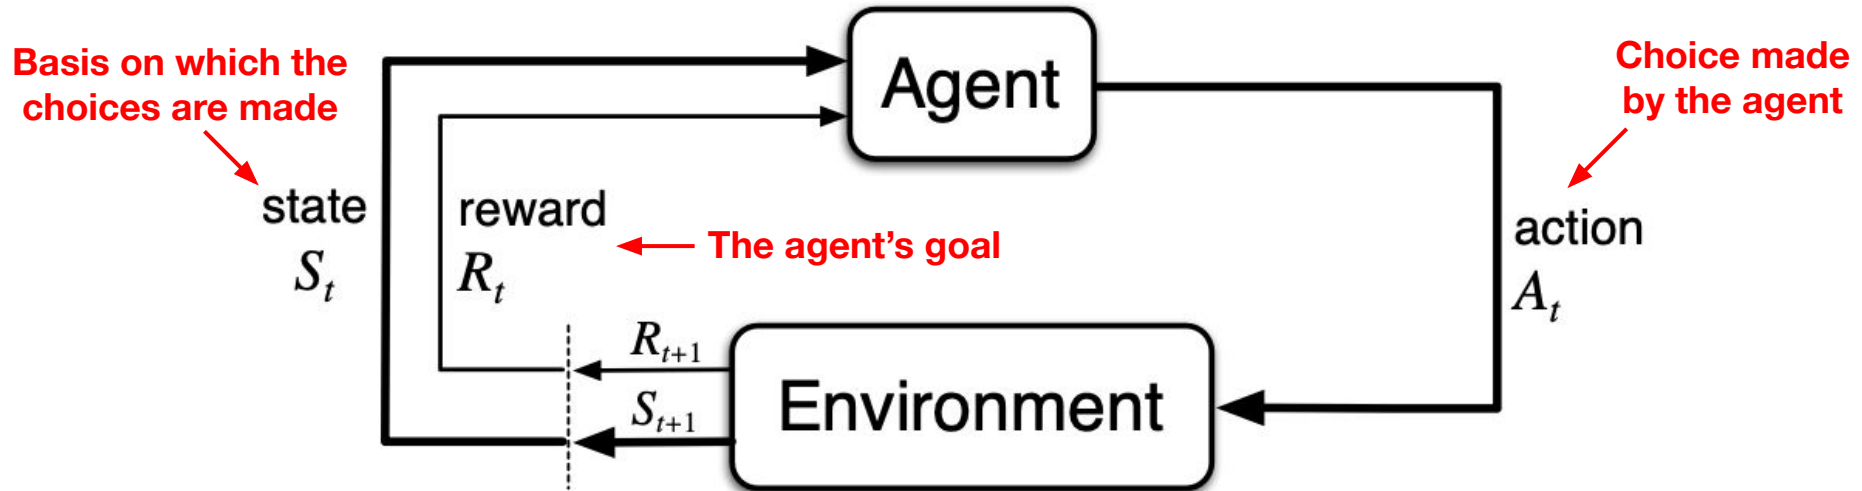 Basis on which the
choices are made
Agent
Choice made
by the agent
state
S_t
reward
R_t
The agent’s goal
action
A_t
R_{t+1}
S_{t+1}
Environment